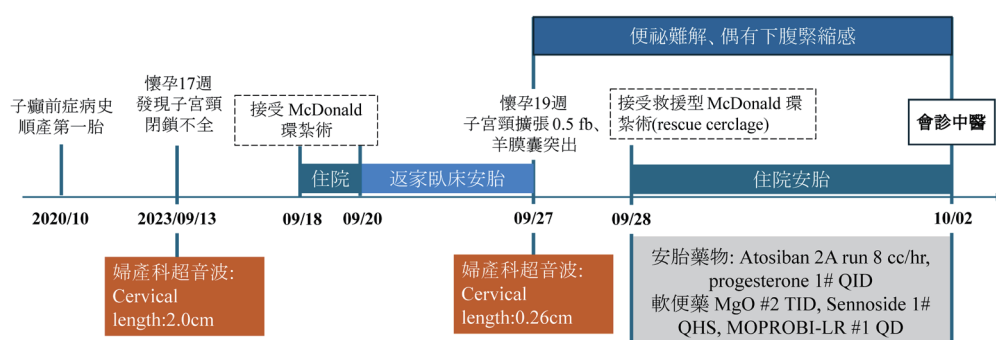 便祕難解、偶有下腹緊縮感
子癲前症病史
順產第一胎
懷孕17週
發現子宮頸
閉鎖不全
接受 McDonald
環紮術
懷孕19週
子宮頸擴張 0.5 fb、
羊膜囊突出
接受救援型 McDonald 環
紮術(rescue cerclage)
會診中醫
住院
返家臥床安胎
住院安胎
2020/10
2023/09/13
09/18
09/20
09/27
09/28
10/02
婦產科超音波:
Cervical
length:2.0cm
婦產科超音波:
Cervical
length:0.26cm
安胎藥物: Atosiban 2A run 8 cc/hr,
progesterone 1# QID
軟便藥 MgO #2 TID, Sennoside 1#
QHS, MOPROBI-LR #1 QD